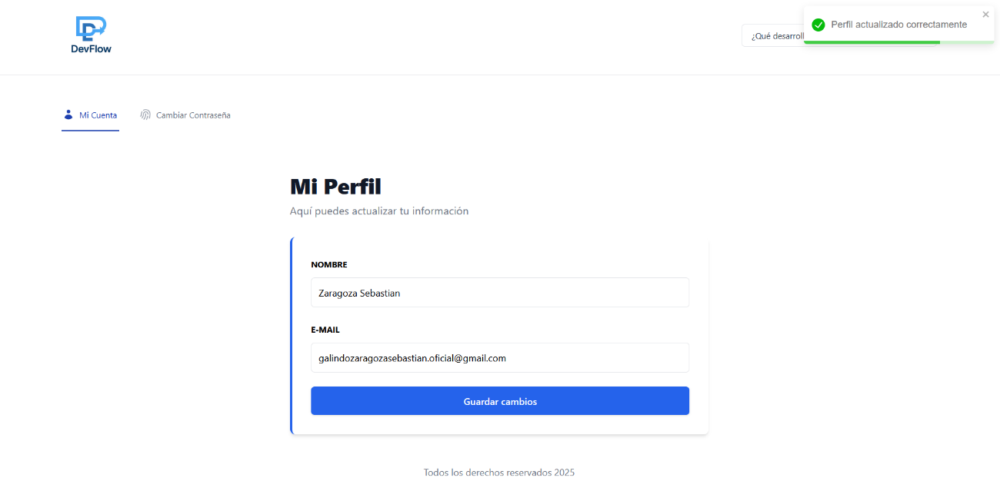 DevFlow
¿Qué desarroll
Perfil actualizado correctamente
Mi Cuenta
Cambiar Contraseña
Mi Perfil
Aquí puedes actualizar tu información
NOMBRE
Zaragoza Sebastian
E-MAIL
galindozaragozasebastian.oficial@gmail.com
Guardar cambios
Todos los derechos reservados 2025